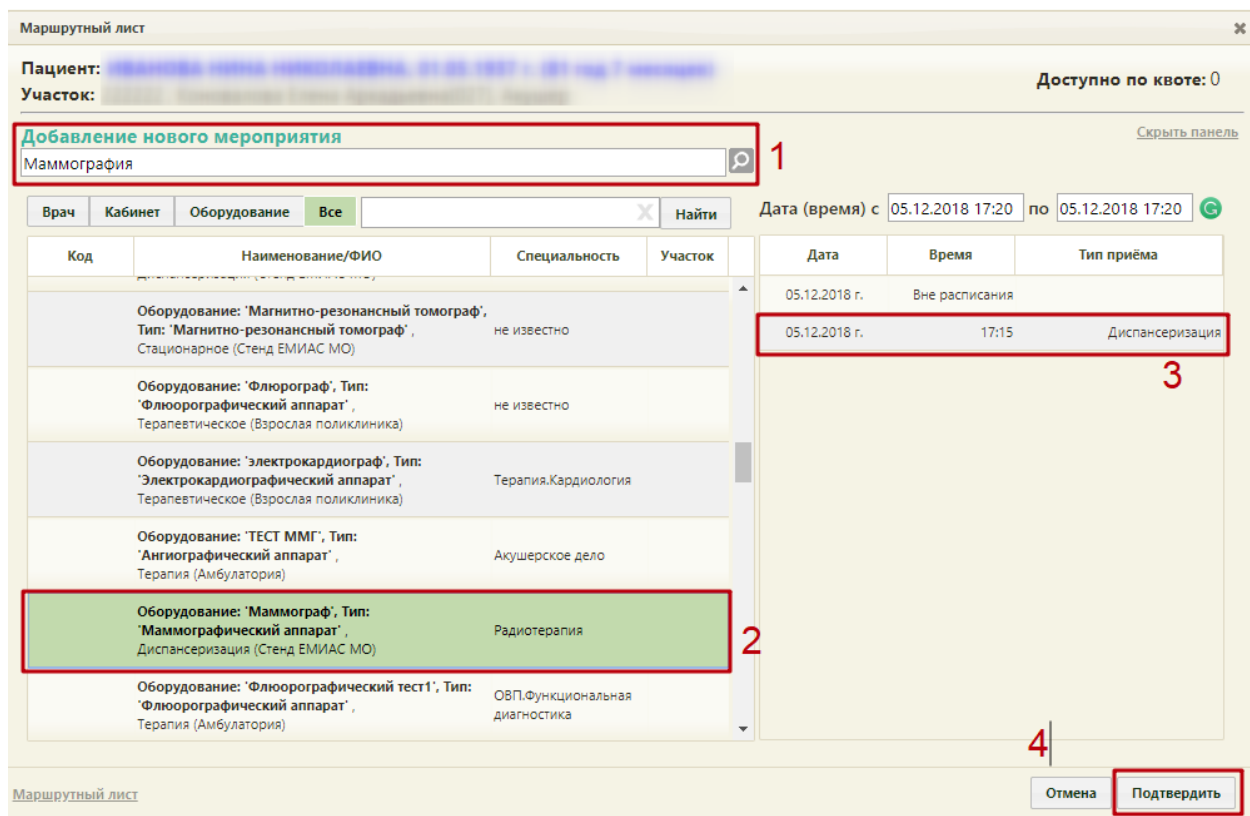 Маршрутный лист
Пациент:
Участок:
Доступно по квоте: 0
Добавление нового мероприятия
Скрыть панель
Маммография
1
Врач Кабинет Оборудование Все Найти
Дата (время) с 05.12.2018 17:20 по 05.12.2018 17:20
Код Наименование/ФИО Специальность Участок
Дата Время Тип приёма
05.12.2018 г. Вне расписания
05.12.2018 г. 17:15 Диспансеризация
3
Оборудование: 'Магнитно-резонансный томограф',
Тип: 'Магнитно-резонансный томограф' , не известно
Стационарное (Стенд ЕМИАС МО)
Оборудование: 'Флюрограф', Тип:
'Флюорографический аппарат' , не известно
Терапевтическое (Взрослая поликлиника)
Оборудование: 'электрокардиограф', Тип:
'Электрокардиографический аппарат' , Терапия.Кардиология
Терапевтическое (Взрослая поликлиника)
Оборудование: 'ТЕСТ ММГ', Тип:
'Ангиографический аппарат' , Акушерское дело
Терапия (Амбулатория)
Оборудование: 'Маммограф', Тип:
'Маммографический аппарат' , Радиотерапия
Диспансеризация (Стенд ЕМИАС МО)
2
Оборудование: 'Флюорографический тест1', Тип:
'Флюорографический аппарат' ,
Терапия (Амбулатория)
ОВП.Функциональная
диагностика
4
Маршрутный лист
Отмена Подтвердить